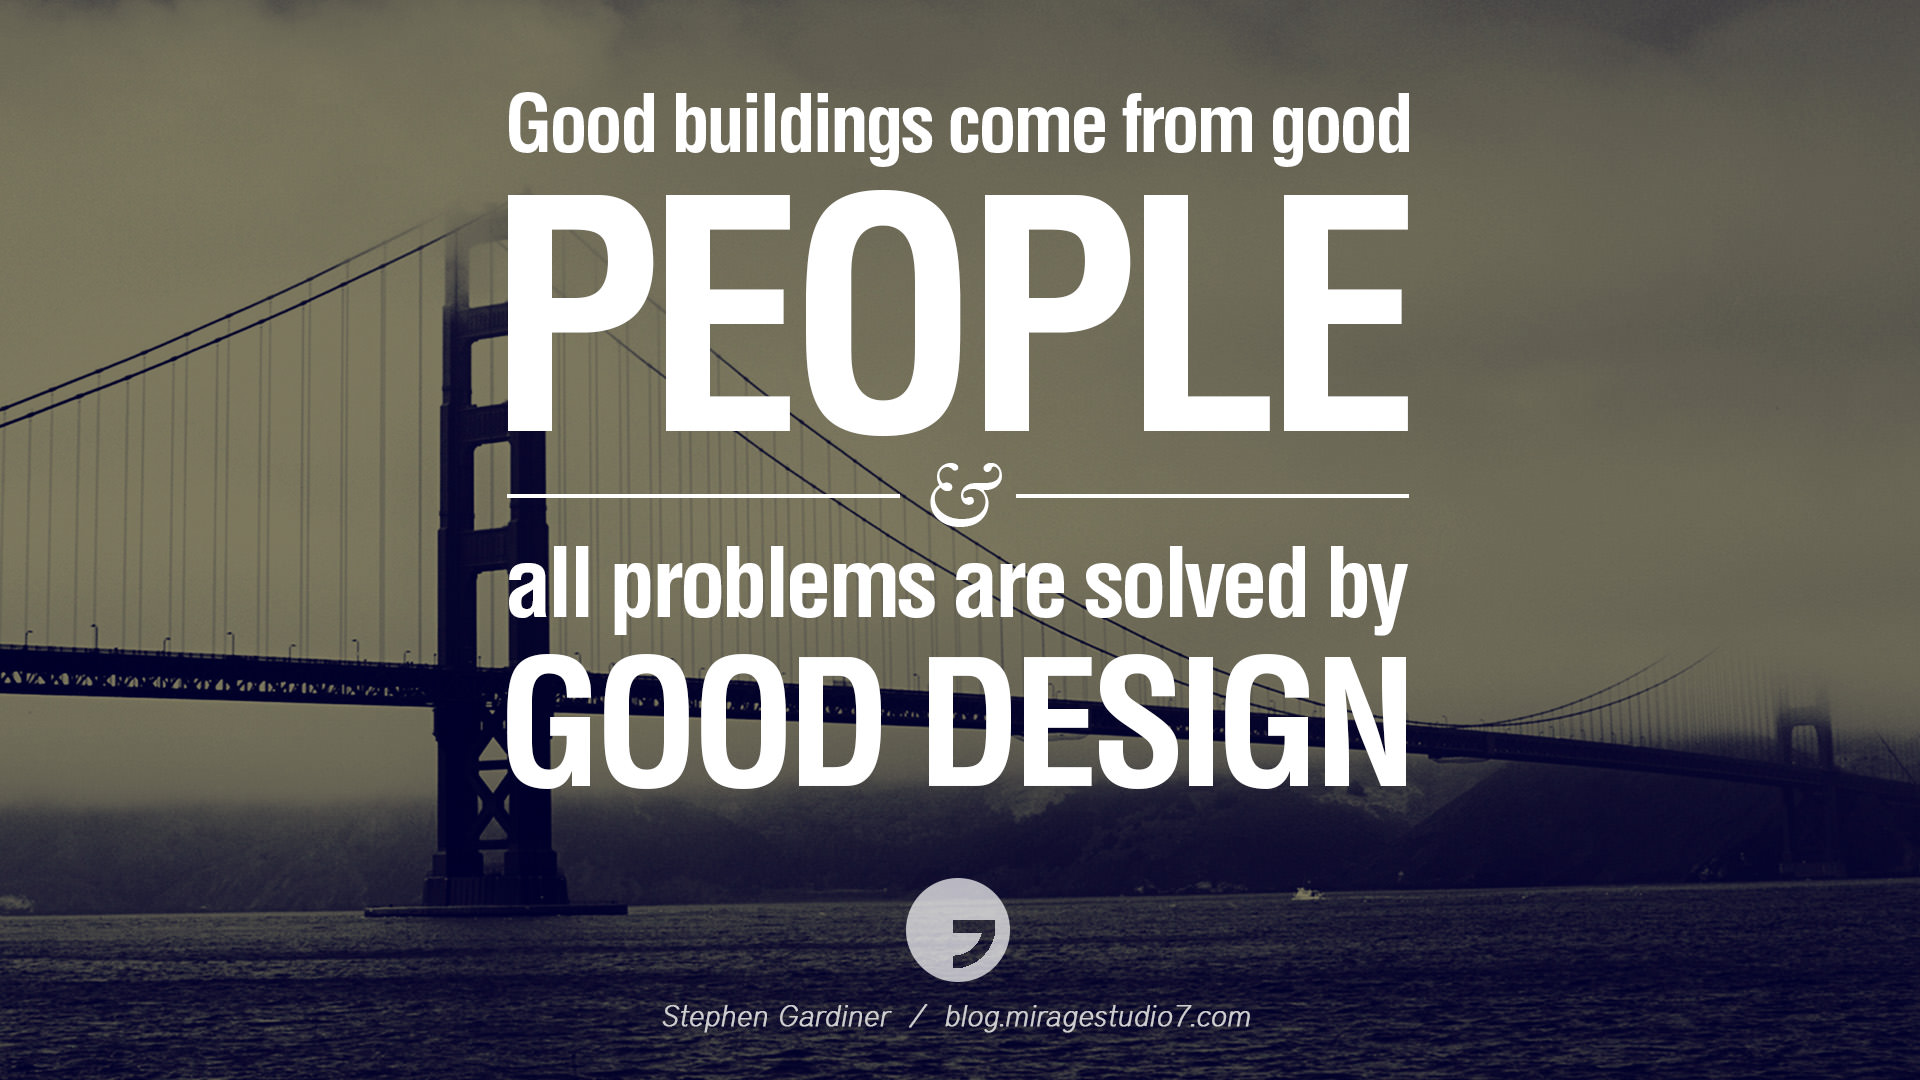 Good buildings come from good
PEOPLE
&
all problems are solved by
GOOD DESIGN
Stephen Gardiner / blog.miragestudio7.com